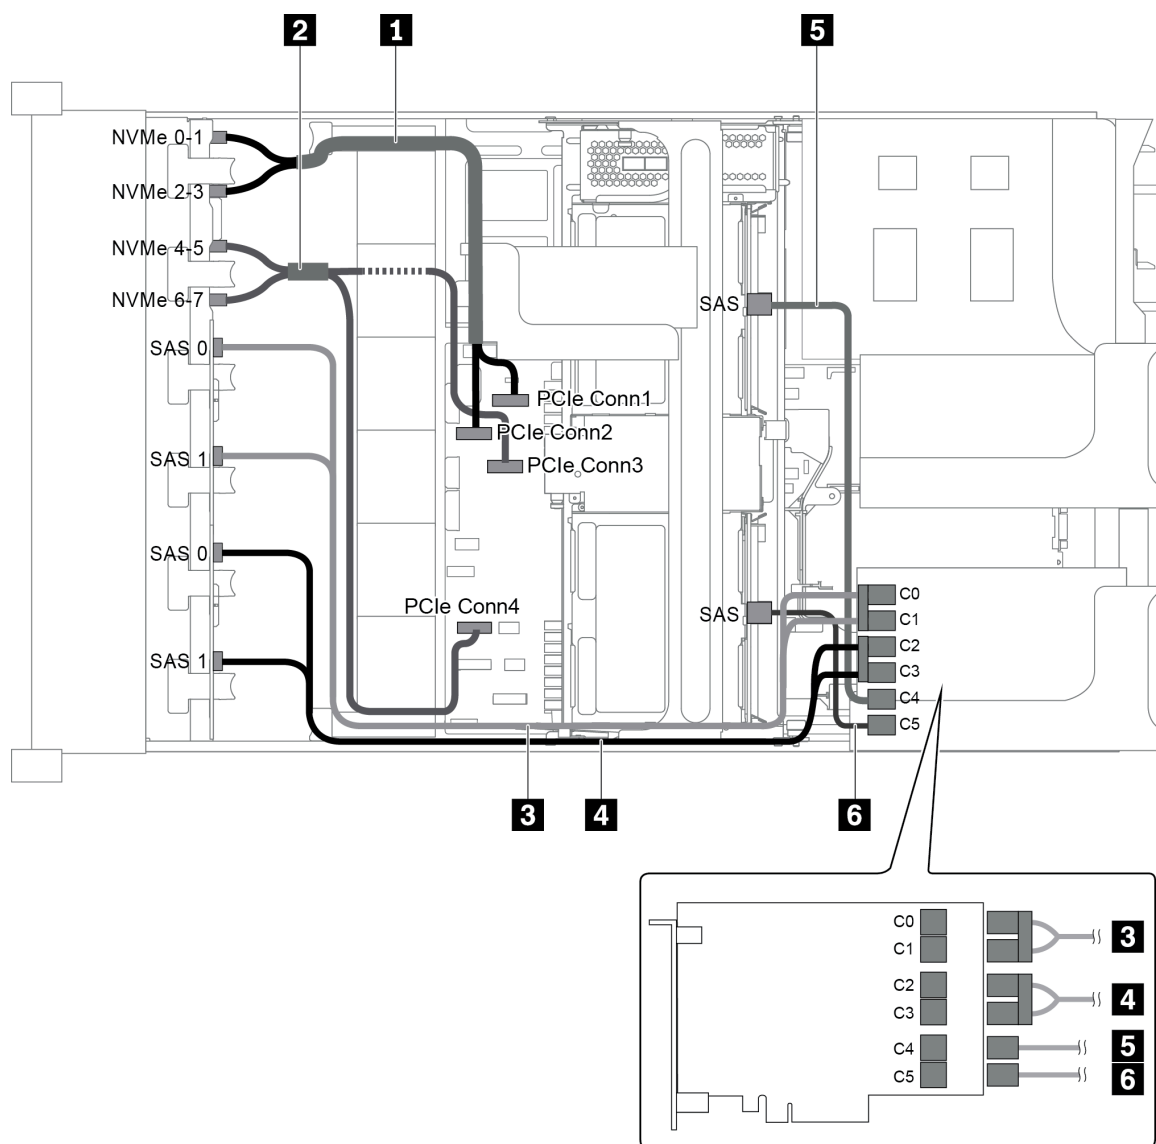 2
1
5
NVMe 0-1
NVMe 2-3
NVMe 4-5
NVMe 6-7
SAS
SAS 0
PCIe Conn1
PCIe Conn2
SAS 1
PCIe Conn3
SAS 0
C0
PCIe Conn4
SAS
C1
C2
SAS 1
C3
C4
C5
3
4
6
C0
C1
3
C2
C3
4
C4
5
C5
6